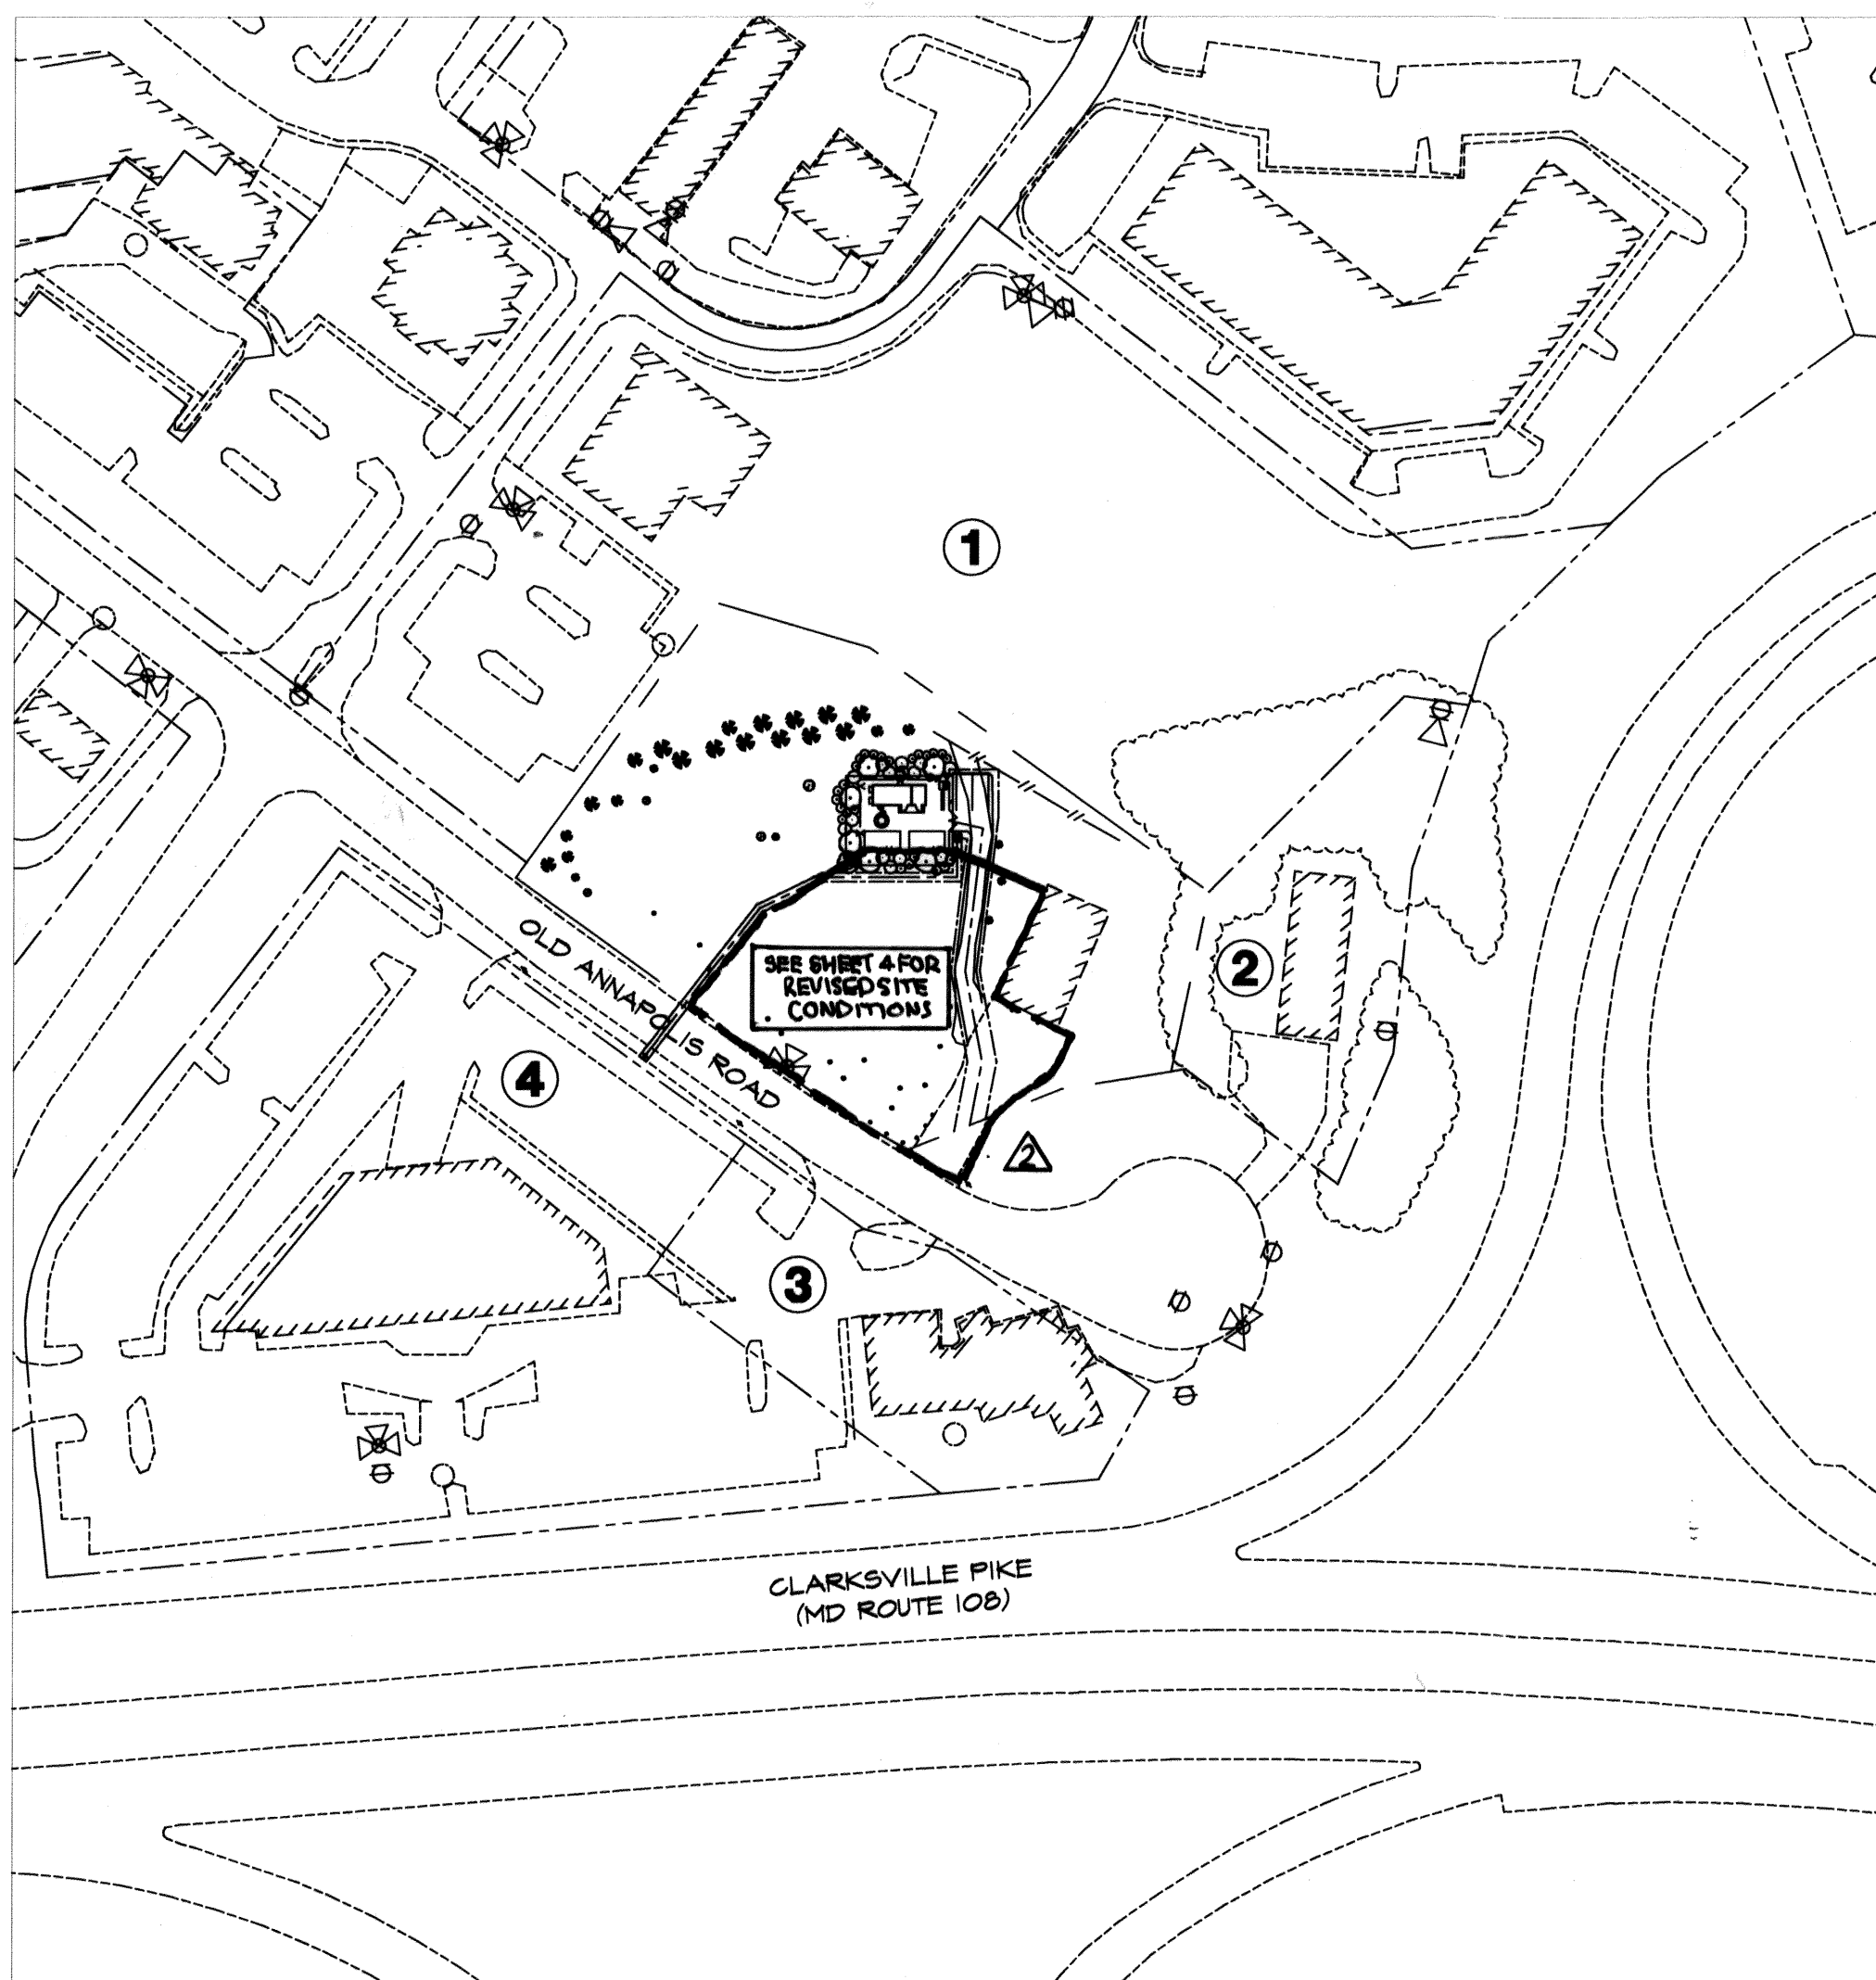 1
SEE SHEET 4 FOR
REVISED SITE
CONDITIONS
2
OLD ANNAPOLIS ROAD
4
2
3
CLARKSVILLE PIKE
(MD ROUTE 108)